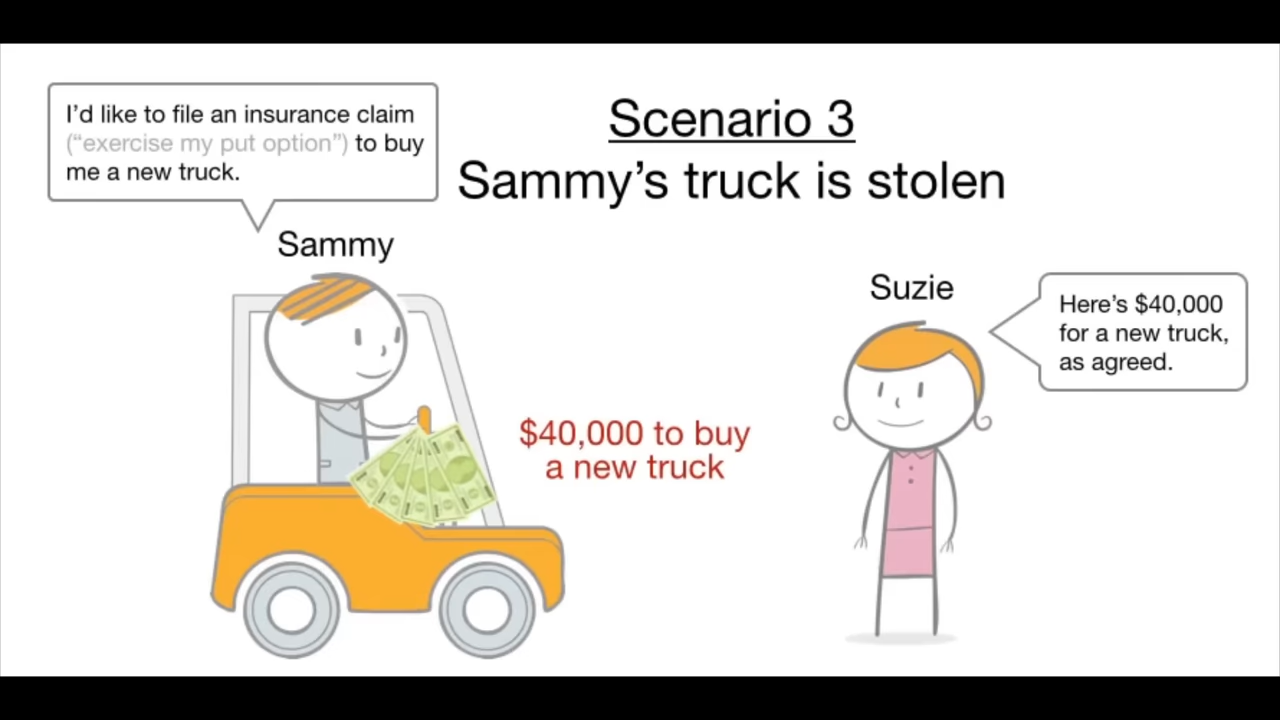 I'd like to file an insurance claim
("exercise my put option") to buy
me a new truck.
Scenario 3
Sammy's truck is stolen
Sammy
Suzie
Here's $40,000
for a new truck,
as agreed.
$40,000 to buy
a new truck